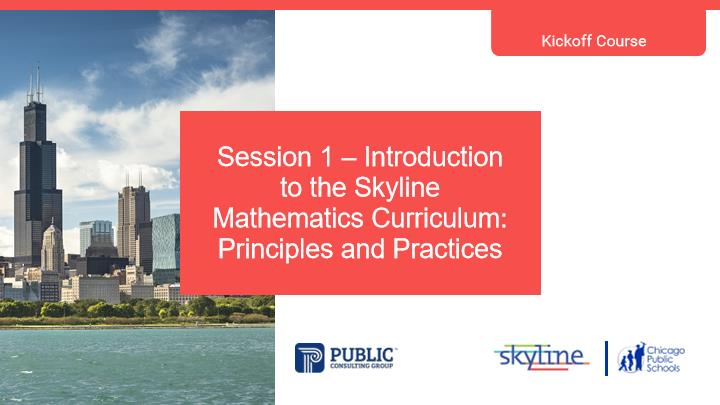 Kickoff Course
Session 1 – Introduction
to the Skyline
Mathematics Curriculum:
Principles and Practices
PUBLIC™
CONSULTING GROUP
skyline
Chicago
Public
Schools